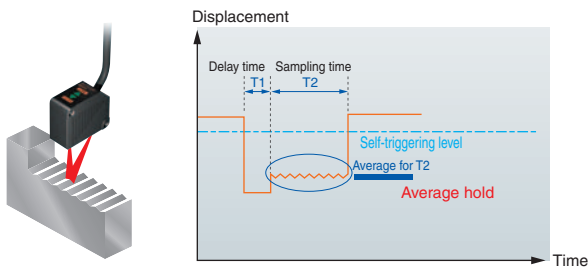 Displacement
Delay time
Sampling time
T1
T2
Self-triggering level
Average for T2
Average hold
Time